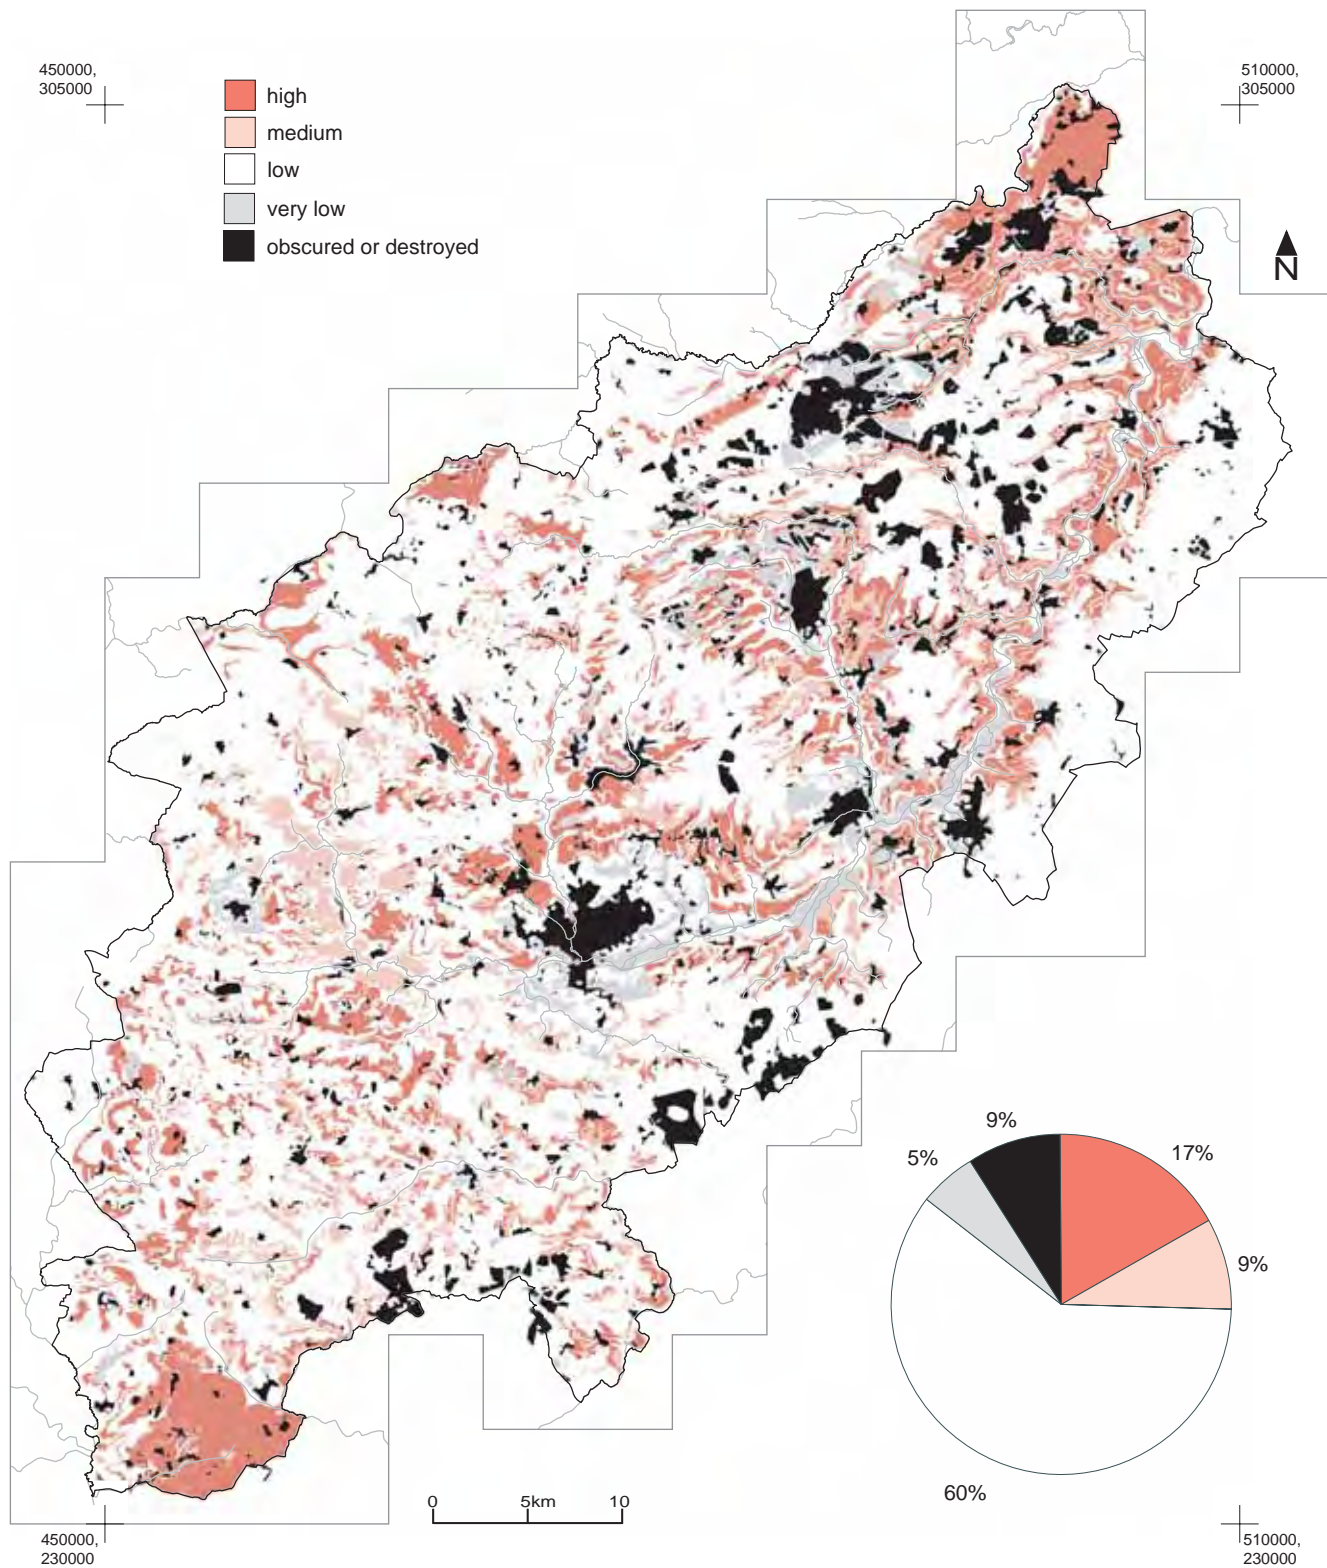 450000,
305000
510000,
305000
high
medium
low
very low
obscured or destroyed
N
9%
17%
5%
9%
60%
0 5km 10
450000,
230000
510000,
230000